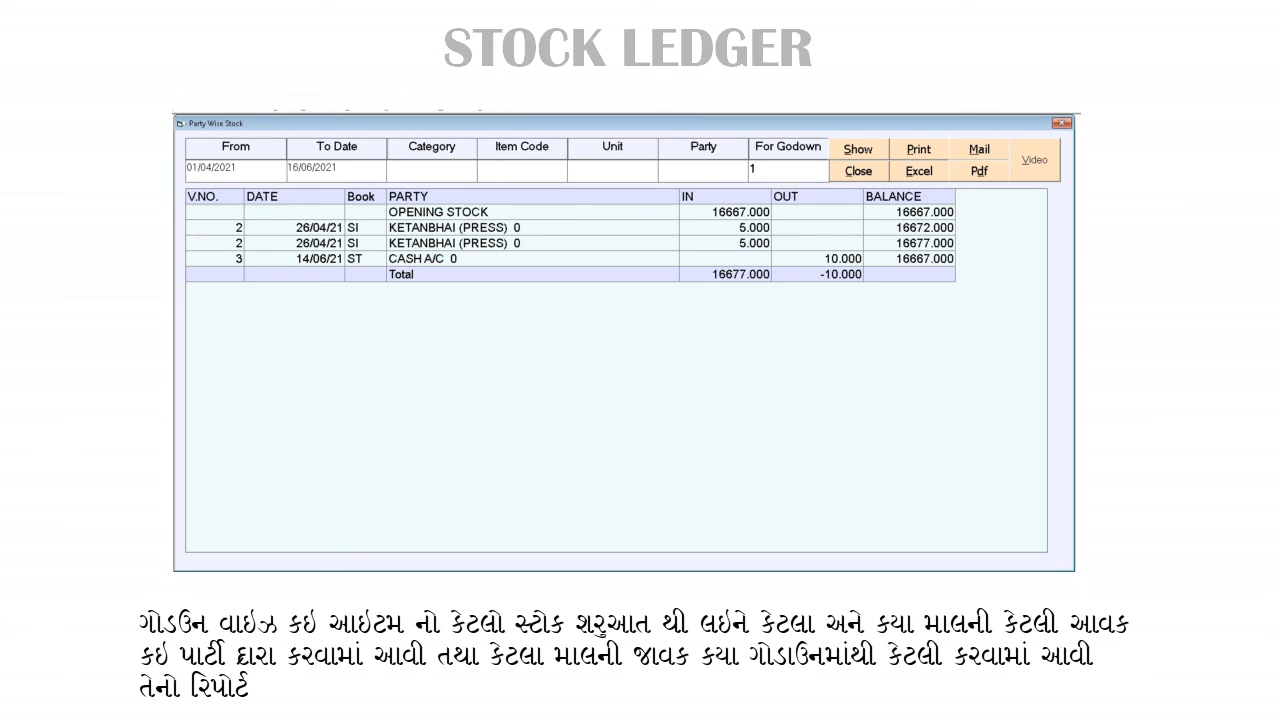 STOCK LEDGER
Party Wise Stock
From To Date Category Item Code Unit Party For Godown Show Print Mail Video
01/04/2021 16/06/2021 1 Close Excel Pdf
V.NO. DATE Book PARTY IN OUT BALANCE
OPENING STOCK 16667.000 16667.000
2 26/04/21 SI KETANBHAI (PRESS) 0 5.000 16672.000
2 26/04/21 SI KETANBHAI (PRESS) 0 5.000 16677.000
3 14/06/21 ST CASH A/C 0 10.000 16667.000
Total 16677.000 -10.000
ગોડઉન વાઇઝ કઇ આઇટમ નો કેટલો સ્ટોક શરુઆત થી લઇને કેટલા અને કયા માલની કેટલી આવક
કઇ પાર્ટી દ્રારા કરવામાં આવી તથા કેટલા માલની જાવક કયા ગોડાઉનમાંથી કેટલી કરવામાં આવી
તેનો રિપોર્ટ